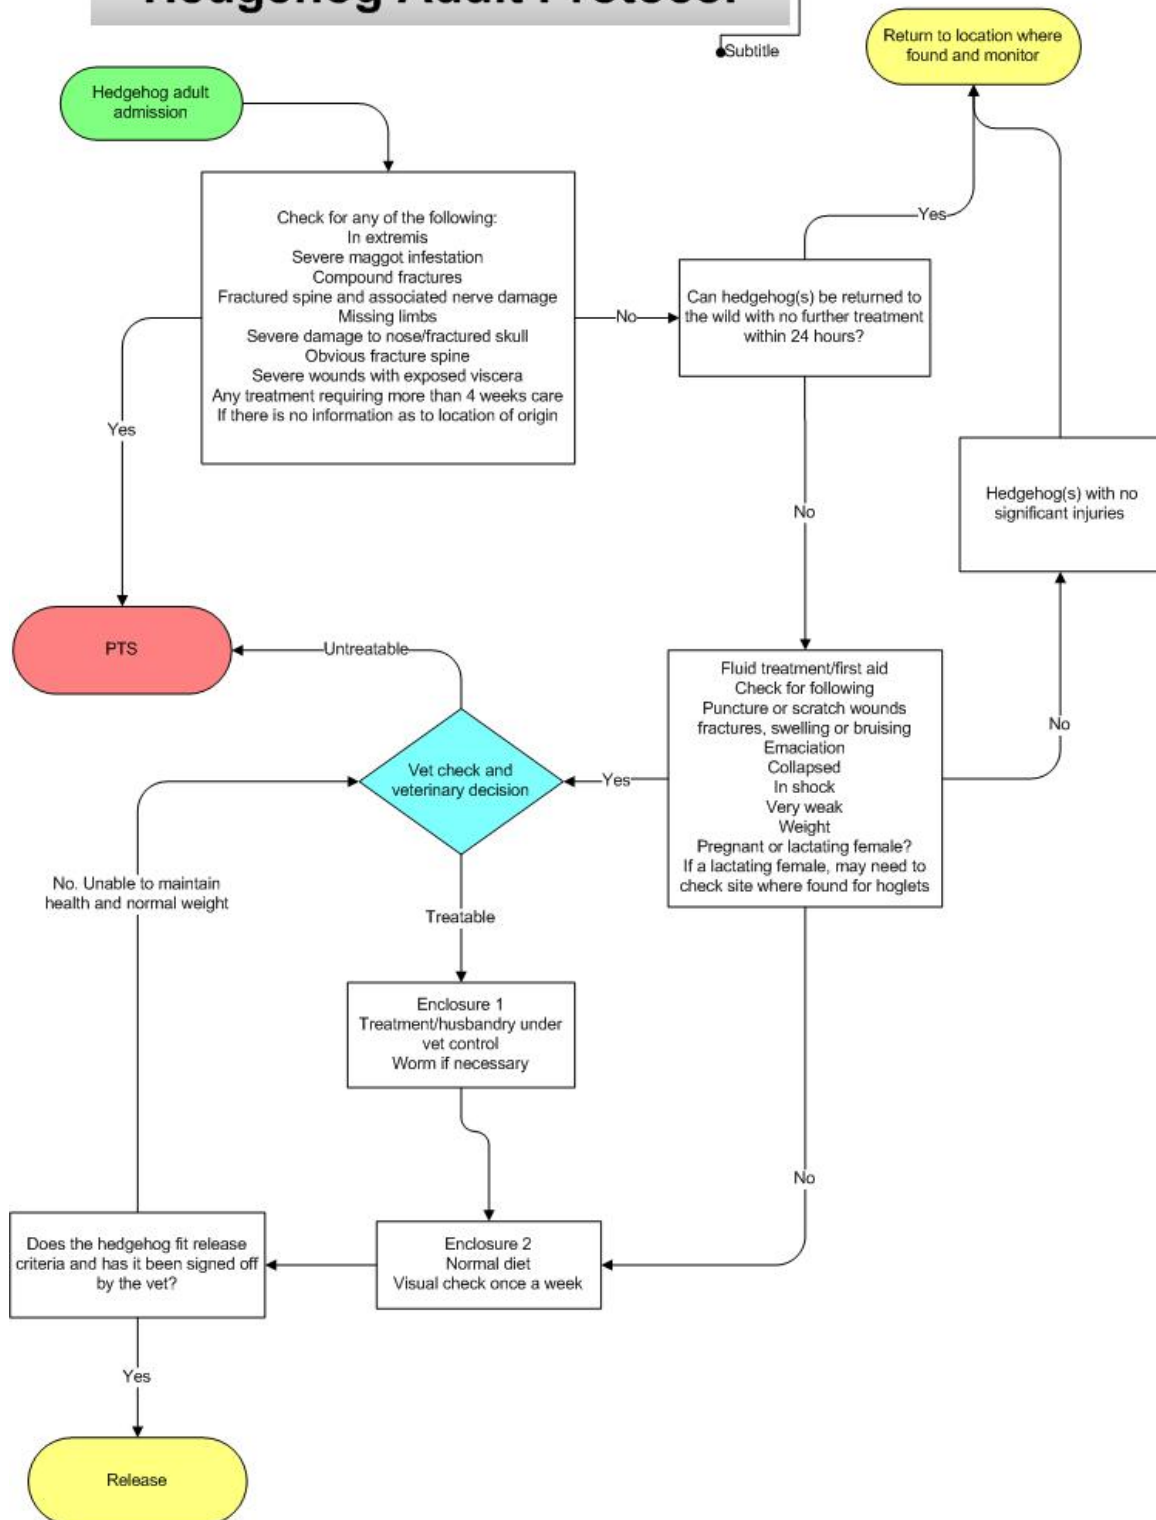 Hedgehog Adult Protocol
Subtitle
Return to location where
found and monitor
Hedgehog adult
admission
Check for any of the following:
In extremis
Severe maggot infestation
Compound fractures
Fractured spine and associated nerve damage
Missing limbs
Severe damage to nose/fractured skull
Obvious fracture spine
Severe wounds with exposed viscera
Any treatment requiring more than 4 weeks care
If there is no information as to location of origin
Yes
No
Can hedgehog(s) be returned to
the wild with no further treatment
within 24 hours?
Yes
No
Hedgehog(s) with no
significant injuries
PTS
Untreatable
Vet check and
veterinary decision
Yes
Fluid treatment/first aid
Check for following
Puncture or scratch wounds
fractures, swelling or bruising
Emaciation
Collapsed
In shock
Very weak
Weight
Pregnant or lactating female?
If a lactating female, may need to
check site where found for hoglets
No
No. Unable to maintain
health and normal weight
Treatable
Enclosure 1
Treatment/husbandry under
vet control
Worm if necessary
No
Does the hedgehog fit release
criteria and has it been signed off
by the vet?
Enclosure 2
Normal diet
Visual check once a week
Yes
Release